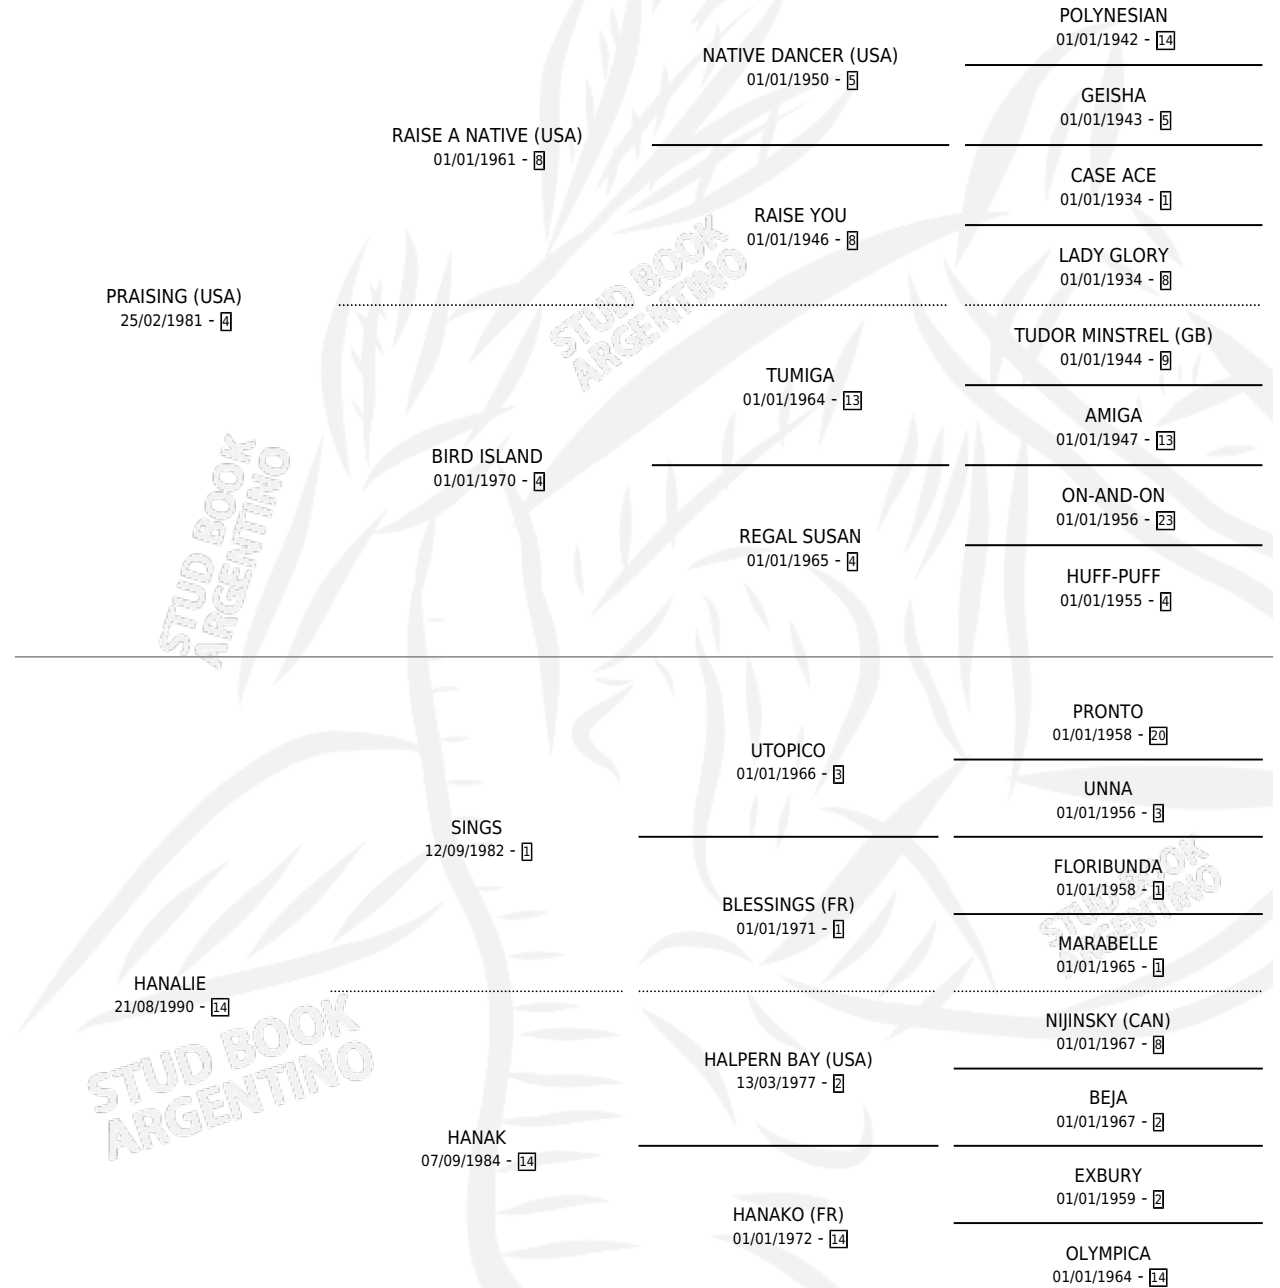 POLYNESIAN
01/01/1942 - 14
NATIVE DANCER (USA)
01/01/1950 - 5
GEISHA
01/01/1943 - 5
RAISE A NATIVE (USA)
01/01/1961 - 8
CASE ACE
01/01/1934 - 1
RAISE YOU
01/01/1946 - 8
LADY GLORY
01/01/1934 - 8
PRAISING (USA)
25/02/1981 - 4
STUD BOOK
ARGENTINO
TUDOR MINSTREL (GB)
01/01/1944 - 9
TUMIGA
01/01/1964 - 13
AMIGA
01/01/1947 - 13
BIRD ISLAND
01/01/1970 - 4
ON-AND-ON
01/01/1956 - 23
REGAL SUSAN
01/01/1965 - 4
HUFF-PUFF
01/01/1955 - 4
STUD BOOK
ARGENTINO
PRONTO
01/01/1958 - 20
UTOPICO
01/01/1966 - 3
UNNA
01/01/1956 - 3
SINGS
12/09/1982 - 1
FLORIBUNDA
01/01/1958 - 1
BLESSINGS (FR)
01/01/1971 - 1
MARABELLE
01/01/1965 - 1
STUD BOOK
ARGENTINO
HANALIE
21/08/1990 - 14
NIJINSKY (CAN)
01/01/1967 - 8
HALPERN BAY (USA)
13/03/1977 - 2
BEJA
01/01/1967 - 2
STUD BOOK
ARGENTINO
HANAK
07/09/1984 - 14
EXBURY
01/01/1959 - 2
HANAKO (FR)
01/01/1972 - 14
OLYMPICA
01/01/1964 - 14